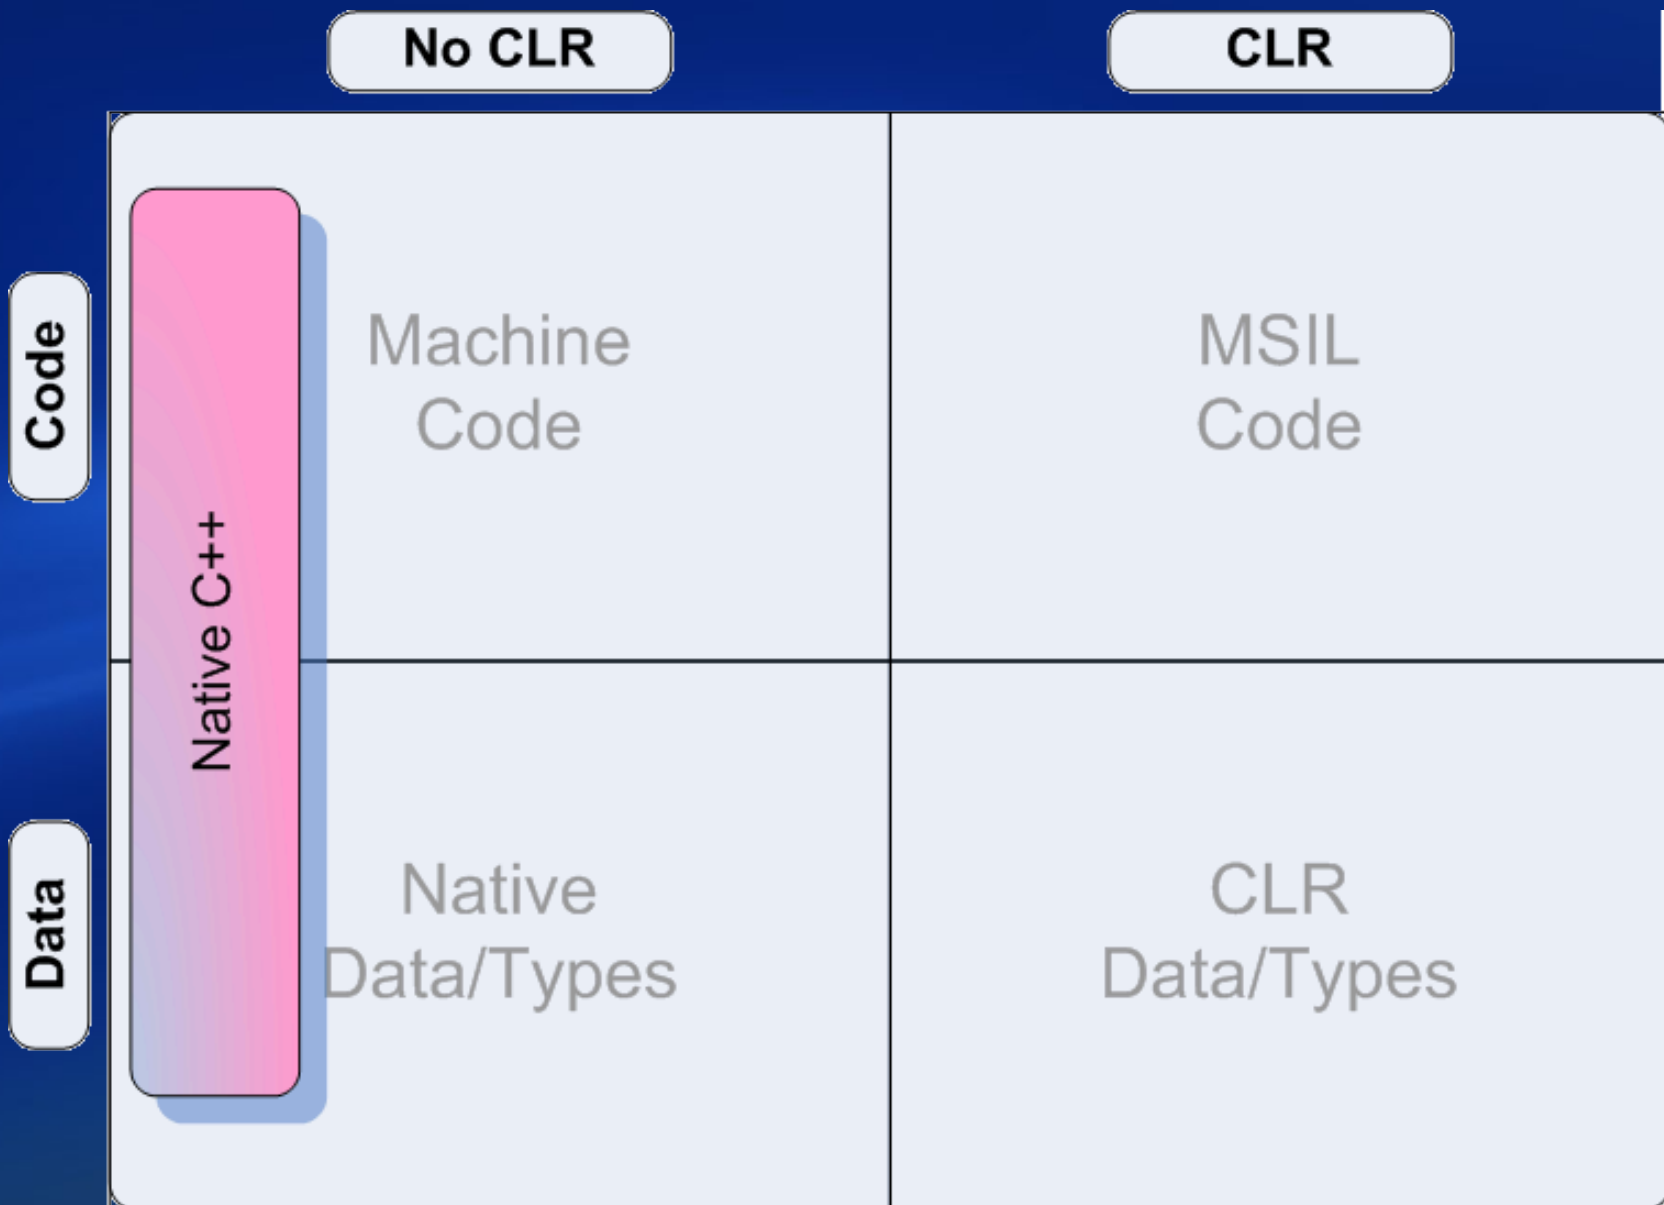 No CLR
CLR
Code
Machine
Code
MSIL
Code
Native C++
Data
Native
Data/Types
CLR
Data/Types